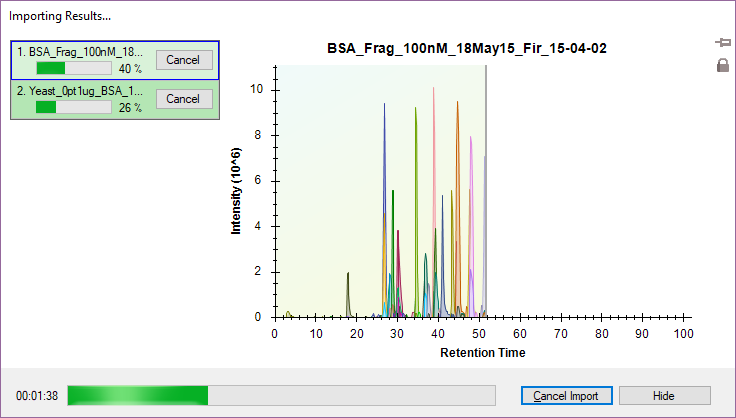 Importing Results...
1. BSA_Frag_100nM_18...
40 %
Cancel
2. Yeast_0pt1ug_BSA_1...
26 %
Cancel
BSA_Frag_100nM_18May15_Fir_15-04-02
Intensity (10^6)
10
8
6
4
2
0
0 10 20 30 40 50 60 70 80 90 100
Retention Time
00:01:38
Cancel Import
Hide